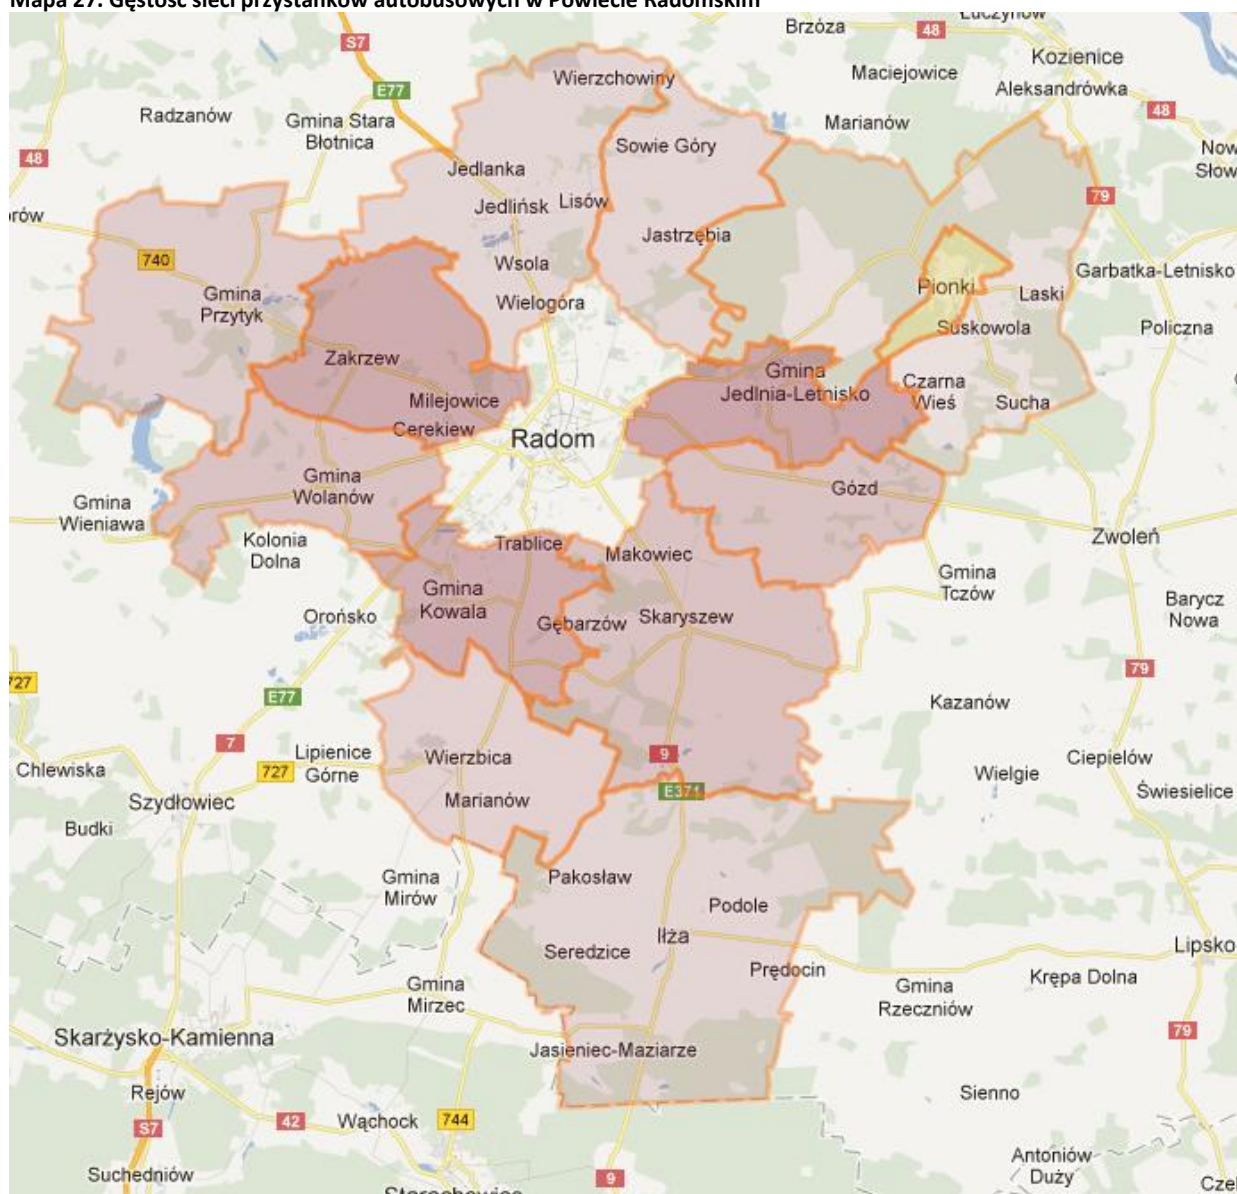 Mapa 27. Gęstość sieci przystanków autobusowych w Powiecie Radomskim
Łuczynów
Brzóza
48
S7
Kozienice
Wierzchowiny
Maciejowice
E77
Aleksandrówka
Radzanów
48
Gmina Stara
Błotnica
Marianów
Sowie Góry
Now
Słow
48
Jedlanka
79
Jedlińsk
Lisów
orów
Jastrzębia
740
Wsola
Garbatka-Letnisko
Gmina
Przytyk
Pionki
Laski
Wielogóra
Suskowola
Policzna
Zakrzew
Gmina
Jedlnia-Letnisko
Czarna
Wieś
Sucha
Milejowice
Cerekiew
Radom
Gmina
Wolanów
Gózd
Gmina
Wieniawa
Zwoleń
Kolonia
Dolna
Trablice
Makowiec
Gmina
Tczów
Gmina
Kowala
Barycz
Nowa
Orońsko
Gębarzów
Skaryszew
79
727
E77
Kazanów
7
Lipienice
Górne
Wierzbica
9
Ciepielów
Chlewiska
727
Wielgie
E371
Szydłowiec
Marianów
Świesielice
Budki
Gmina
Mirów
Pakosław
Podole
Iłża
Seredzice
Lipsko
Prędocin
Krępa Dolna
Gmina
Mirzec
Gmina
Rzeczniów
Skarżysko-Kamienna
79
Jasieniec-Maziarze
Rejów
Sienno
42
Wąchock
744
S7
Antoniów
Duży
Suchedniów
9
Czel
Starachowice